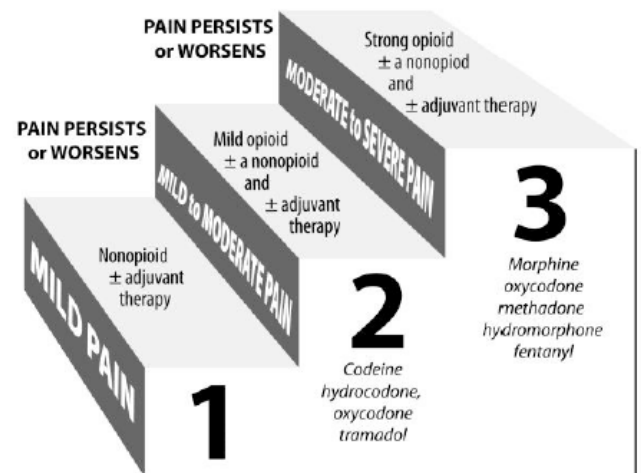 PAIN PERSISTS
or WORSENS
Strong opioid
± a nonopiod
and
± adjuvant therapy
MODERATE to SEVERE PAIN
3
Morphine
oxycodone
methadone
hydromorphone
fentanyl
PAIN PERSISTS
or WORSENS
Mild opioid
± a nonopioid
and
± adjuvant
therapy
MILD to MODERATE PAIN
2
Codeine
hydrocodone,
oxycodone
tramadol
Nonopioid
± adjuvant
therapy
MILD PAIN
1